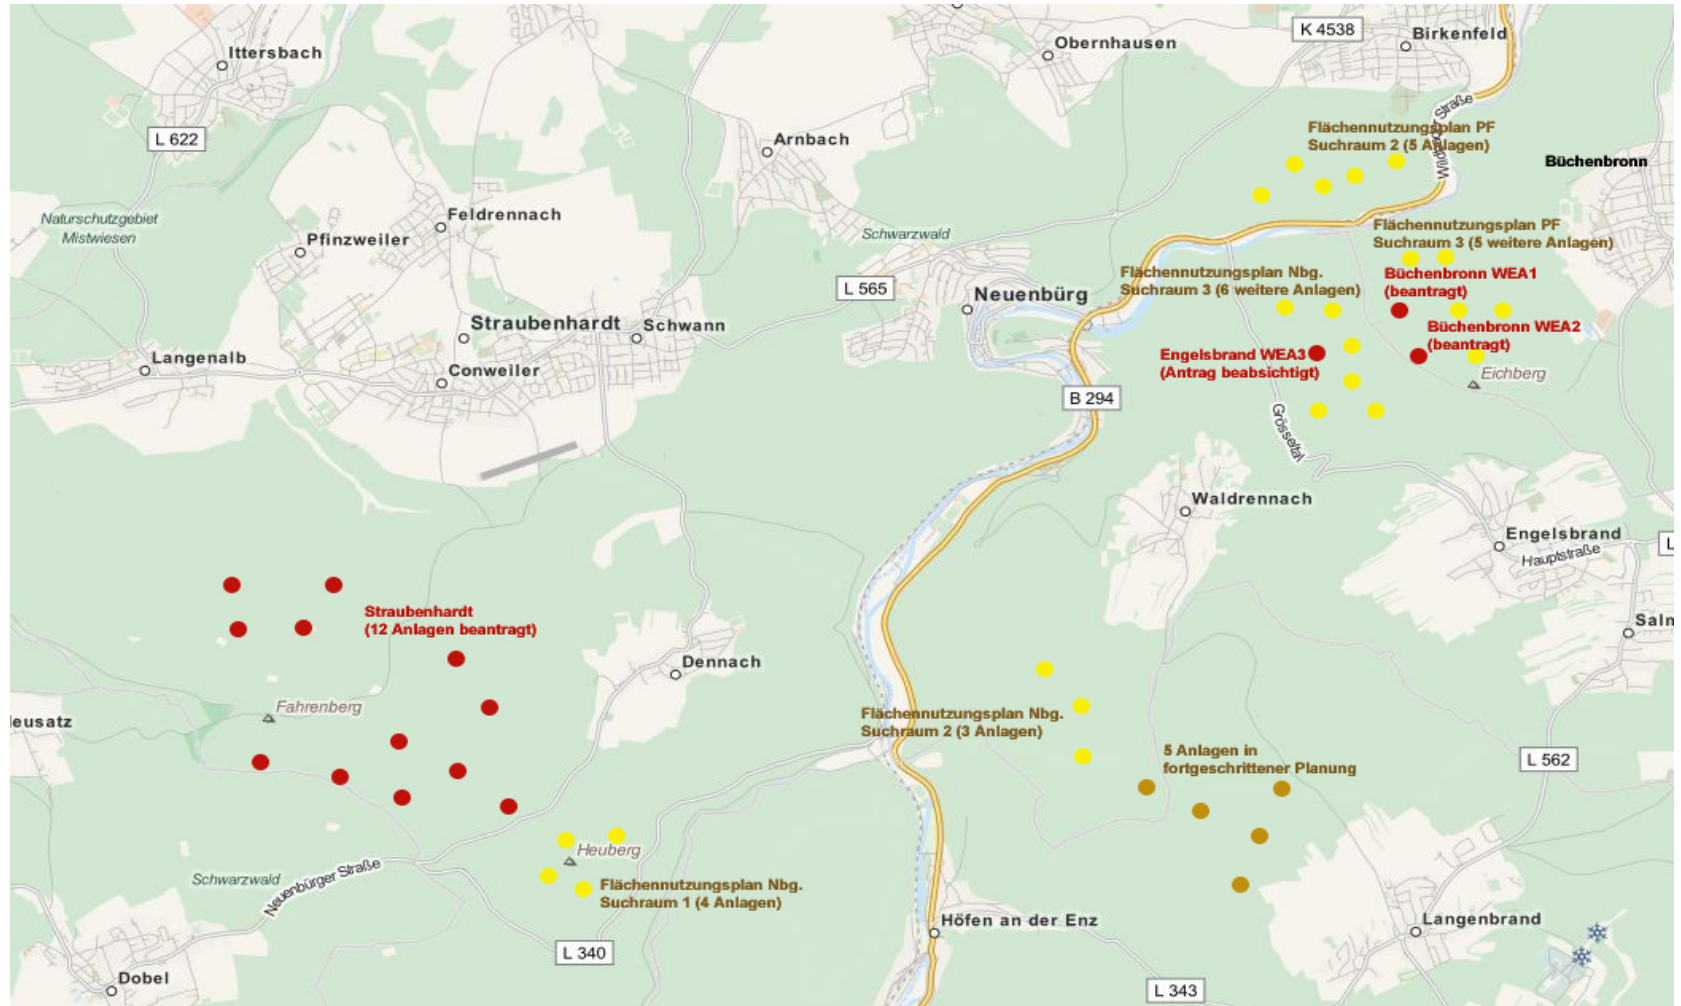 K 4538
Birkenfeld
Obernhausen
Ittersbach
Flächennutzungsplan PF
Suchraum 2 (5 Anlagen)
L 622
Arnbach
Büchenbronn
Naturschutzgebiet
Mistwiesen
Feldrennach
Pfinzweiler
Schwarzwald
Flächennutzungsplan PF
Suchraum 3 (5 weitere Anlagen)
Flächennutzungsplan Nbg.
Suchraum 3 (6 weitere Anlagen)
Büchenbronn WEA1
(beantragt)
L 565
Neuenbürg
Straubenhardt
Schwann
Büchenbronn WEA2
(beantragt)
Engelsbrand WEA3
(Antrag beabsichtigt)
Langenalb
Conweiler
Eichberg
B 294
Grösseltal
Waldrennach
Engelsbrand
Hauptstraße
L
Straubenhardt
(12 Anlagen beantragt)
Saln
Dennach
Fahrenberg
eusatz
Flächennutzungsplan Nbg.
Suchraum 2 (3 Anlagen)
5 Anlagen in
fortgeschrittener Planung
L 562
Heuberg
Schwarzwald
Neuenbürger Straße
Flächennutzungsplan Nbg.
Suchraum 1 (4 Anlagen)
Höfen an der Enz
Langenbrand
L 340
Dobel
L 343